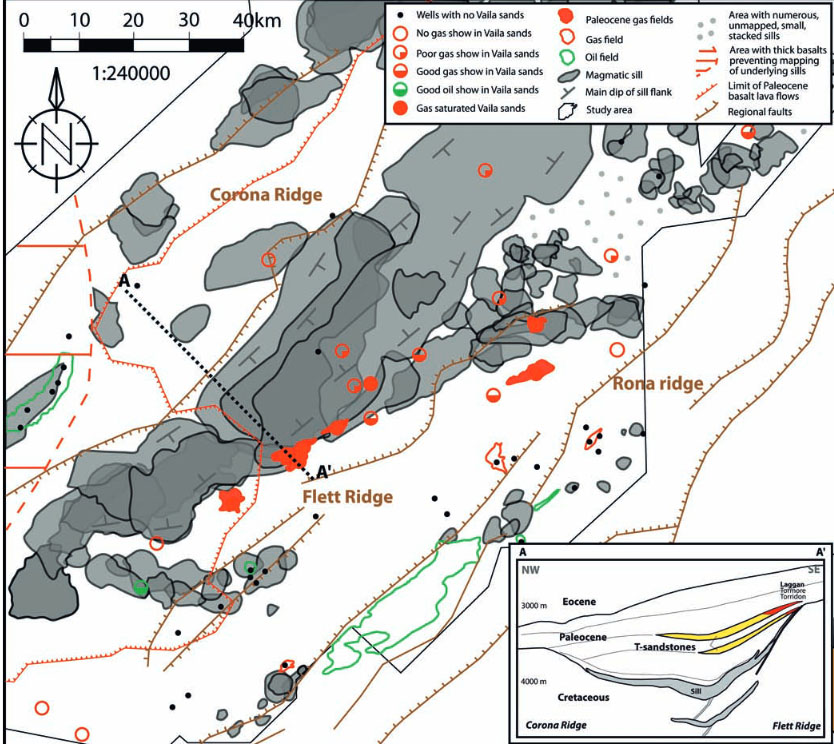 0 10 20 30 40km
1:240000
N
Wells with no Vaila sands
No gas show in Vaila sands
Poor gas show in Vaila sands
Good gas show in Vaila sands
Good oil show in Vaila sands
Gas saturated Vaila sands
Paleocene gas fields
Gas field
Oil field
Magmatic sill
Main dip of sill flank
Study area
Area with numerous,
unmapped, small,
stacked sills
Area with thick basalts
preventing mapping
of underlying sills
Limit of Paleocene
basalt lava flows
Regional faults
Corona Ridge
A
Rona ridge
A'
Flett Ridge
A A'
NW SE
Laggan
Tormore
Torridon
3000 m
Eocene
Paleocene
T-sandstones
4000 m
Sill
Cretaceous
Corona Ridge Flett Ridge